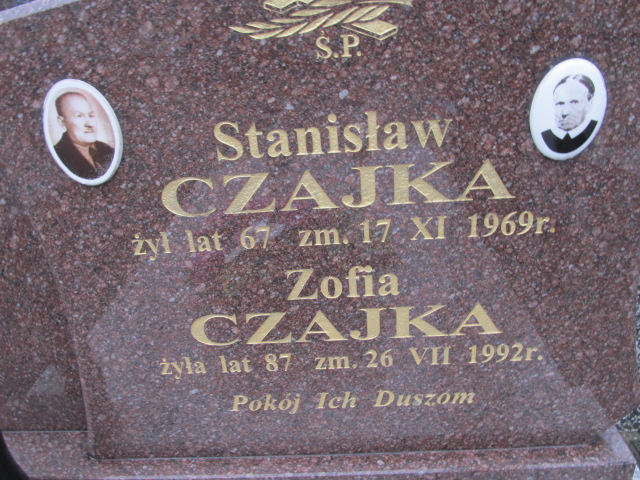 Ś.P.
Stanisław
CZAJKA
żył lat 67 zm. 17 XI 1969r.
Zofia
CZAJKA
żyła lat 87 zm. 26 VII 1992r.
Pokój Ich Duszom